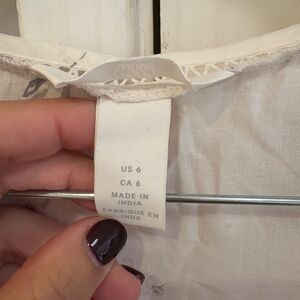 US 6
CA 6
MADE IN
INDIA
FABRIQUÉ EN
INDE